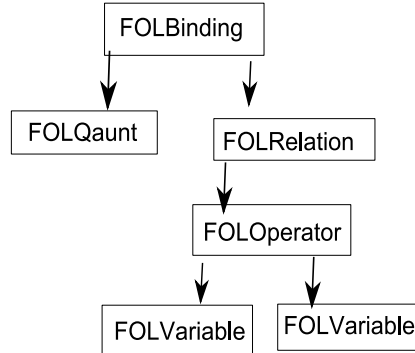 FOLBinding
FOLQaunt
FOLRelation
FOLOperator
FOLVariable
FOLVariable